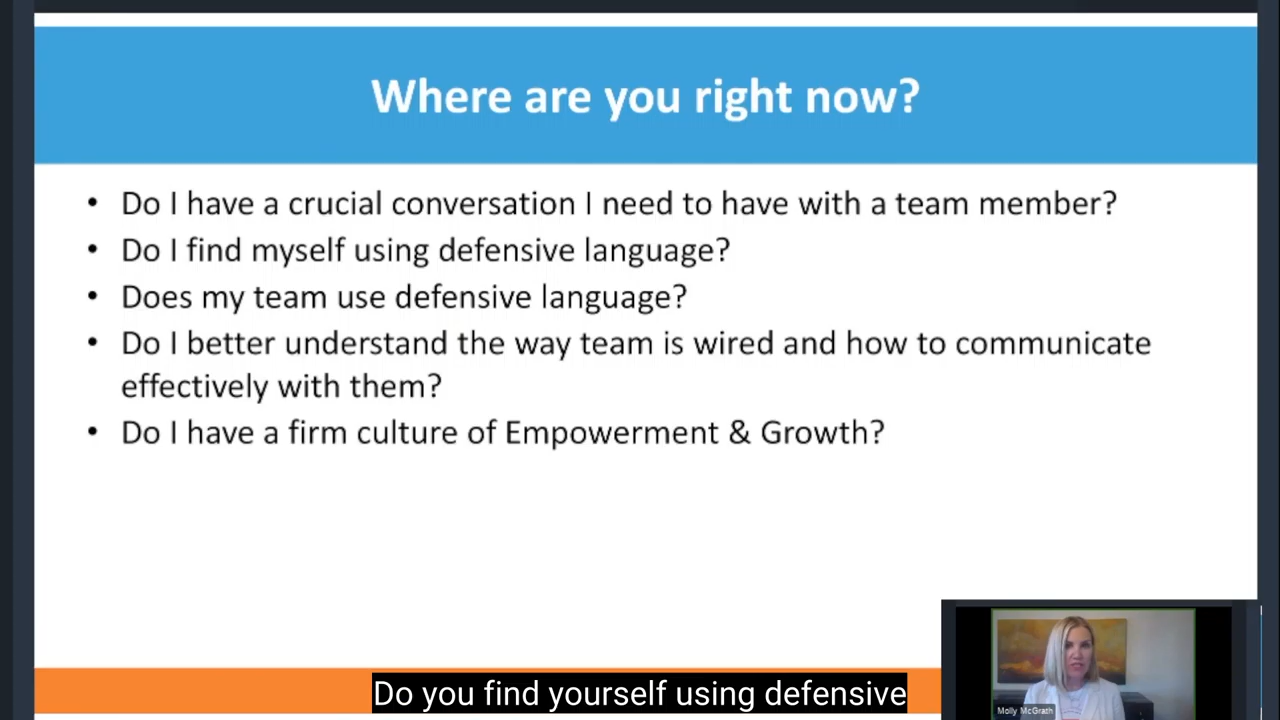 Where are you right now?
• Do I have a crucial conversation I need to have with a team member?
• Do I find myself using defensive language?
• Does my team use defensive language?
• Do I better understand the way team is wired and how to communicate
effectively with them?
• Do I have a firm culture of Empowerment & Growth?
Do you find yourself using defensive
Molly McGrath